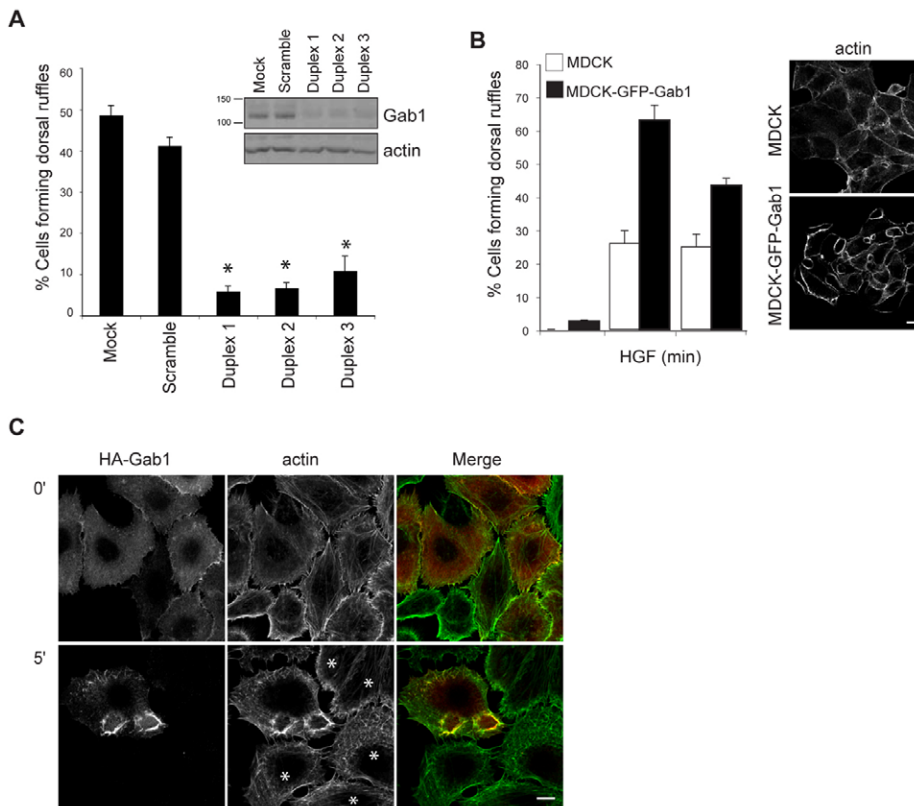 A
% Cells forming dorsal ruffles
60
50
40
30
20
10
0
Mock
Scramble
Duplex 1
Duplex 2
Duplex 3
* * *
Mock
Scramble
Duplex 1
Duplex 2
Duplex 3
150
100
Gab1
actin
B
% Cells forming dorsal ruffles
80
70
60
50
40
30
20
10
0
MDCK
MDCK-GFP-Gab1
HGF (min)
actin
MDCK
MDCK-GFP-Gab1
C
HA-Gab1 actin Merge
0'
5'
* * * * *